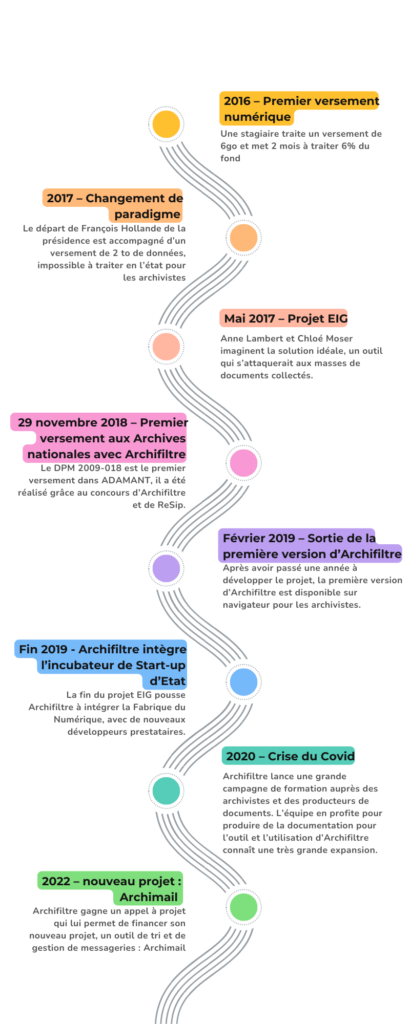 2016 – Premier versement
numérique
Une stagiaire traite un versement de
6go et met 2 mois à traiter 6% du
fond
2017 – Changement de
paradigme
Le départ de François Hollande de la
présidence est accompagné d'un
versement de 2 to de données,
impossible à traiter en l'état pour
les archivistes
Mai 2017 – Projet EIG
Anne Lambert et Chloé Moser
imaginent la solution idéale, un outil
qui s'attaquerait aux masses de
documents collectés.
29 novembre 2018 – Premier
versement aux Archives
nationales avec Archifiltre
Le DPM 2009-018 est le premier
versement dans ADAMANT, il a été
réalisé grâce au concours d'Archifiltre
et de ReSip.
Février 2019 – Sortie de la
première version d'Archifiltre
Après avoir passé une année à
développer le projet, la première version
d'Archifiltre est disponible sur
navigateur pour les archivistes.
Fin 2019 - Archifiltre intègre
l'incubateur de Start-up
d'Etat
La fin du projet EIG pousse
Archifiltre à intégrer la Fabrique du
Numérique, avec de nouveaux
développeurs prestataires.
2020 – Crise du Covid
Archifiltre lance une grande
campagne de formation auprès des
archivistes et des producteurs de
documents. L'équipe en profite pour
produire de la documentation pour
l'outil et l'utilisation d'Archifiltre
connaît une très grande expansion.
2022 – nouveau projet :
Archimail
Archifiltre gagne un appel à projet
qui lui permet de financer son
nouveau projet, un outil de tri et de
gestion de messageries : Archimail